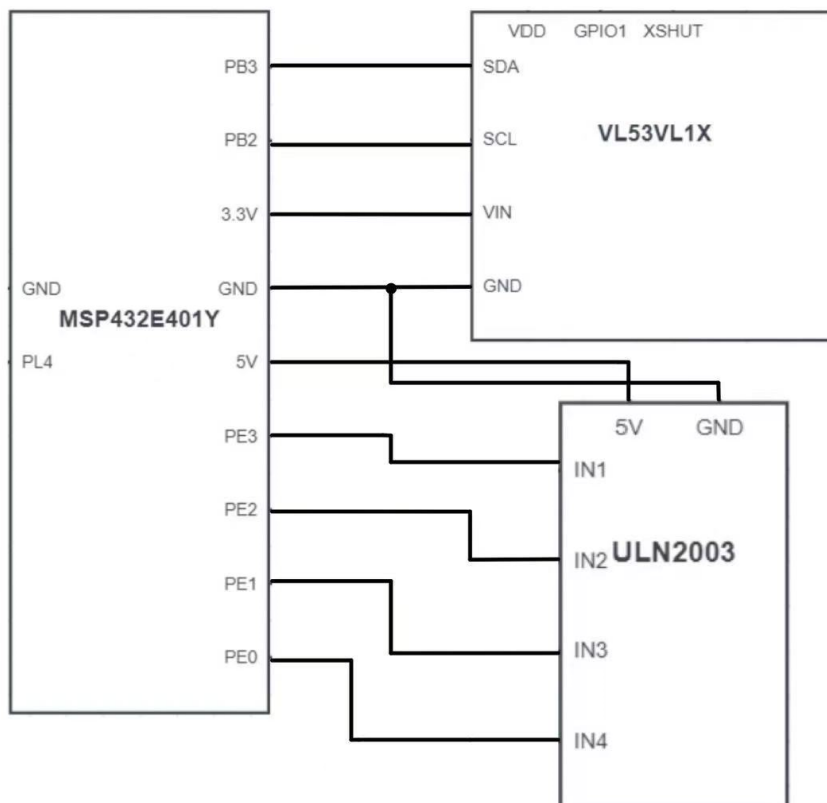 VDD GPIO1 XSHUT
PB3 SDA
VL53VL1X
PB2 SCL
3.3V VIN
GND GND GND
MSP432E401Y
PL4 5V
5V GND
PE3
IN1
PE2
ULN2003
IN2
PE1
IN3
PE0
IN4